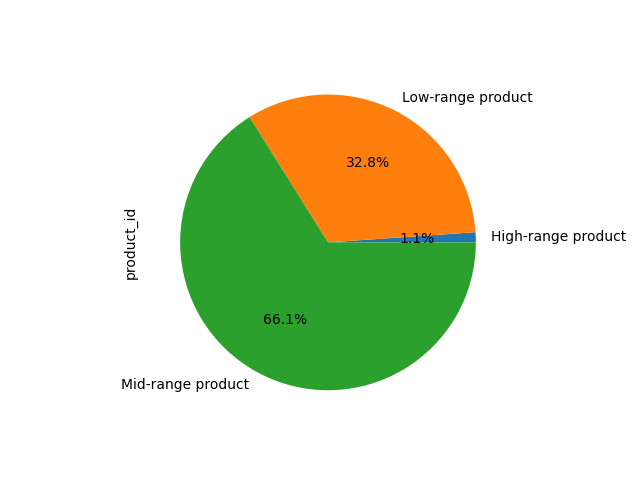 Low-range product
32.8%
product_id
1.1%
High-range product
66.1%
Mid-range product